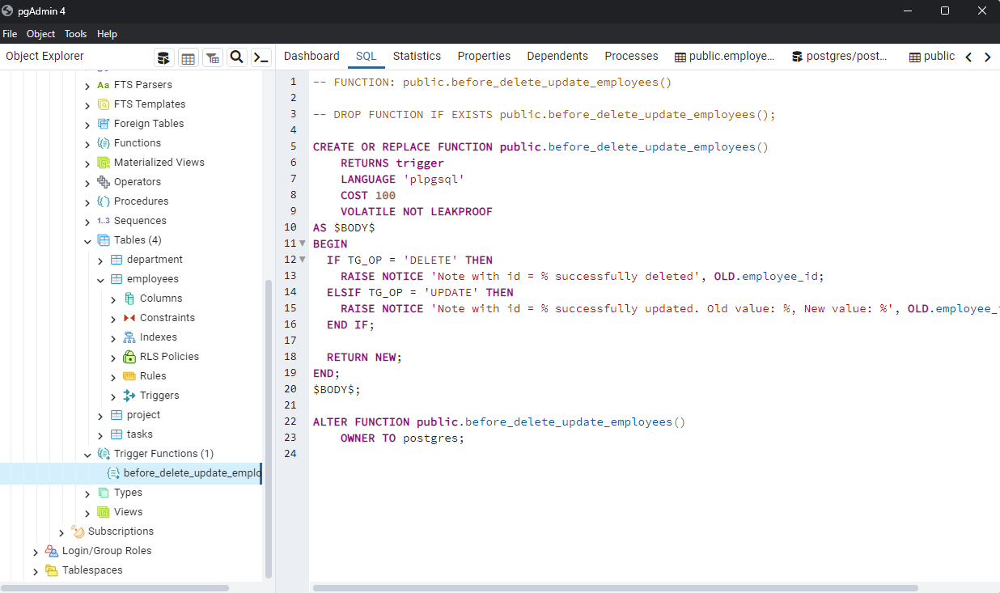 pgAdmin 4
File Object Tools Help
Object Explorer
Dashboard SQL Statistics Properties Dependents Processes public.employe... postgres/post... public
Aa FTS Parsers
FTS Templates
Foreign Tables
Functions
Materialized Views
Operators
Procedures
1..3 Sequences
Tables (4)
department
employees
Columns
Constraints
Indexes
RLS Policies
Rules
Triggers
project
tasks
Trigger Functions (1)
before_delete_update_emplo
Types
Views
Subscriptions
Login/Group Roles
Tablespaces
1 -- FUNCTION: public.before_delete_update_employees()
2
3 -- DROP FUNCTION IF EXISTS public.before_delete_update_employees();
4
5 CREATE OR REPLACE FUNCTION public.before_delete_update_employees()
6 RETURNS trigger
7 LANGUAGE 'plpgsql'
8 COST 100
9 VOLATILE NOT LEAKPROOF
10 AS $BODY$
11 BEGIN
12 IF TG_OP = 'DELETE' THEN
13 RAISE NOTICE 'Note with id = % successfully deleted', OLD.employee_id;
14 ELSIF TG_OP = 'UPDATE' THEN
15 RAISE NOTICE 'Note with id = % successfully updated. Old value: %, New value: %', OLD.employee_
16 END IF;
17
18 RETURN NEW;
19 END;
20 $BODY$;
21
22 ALTER FUNCTION public.before_delete_update_employees()
23 OWNER TO postgres;
24